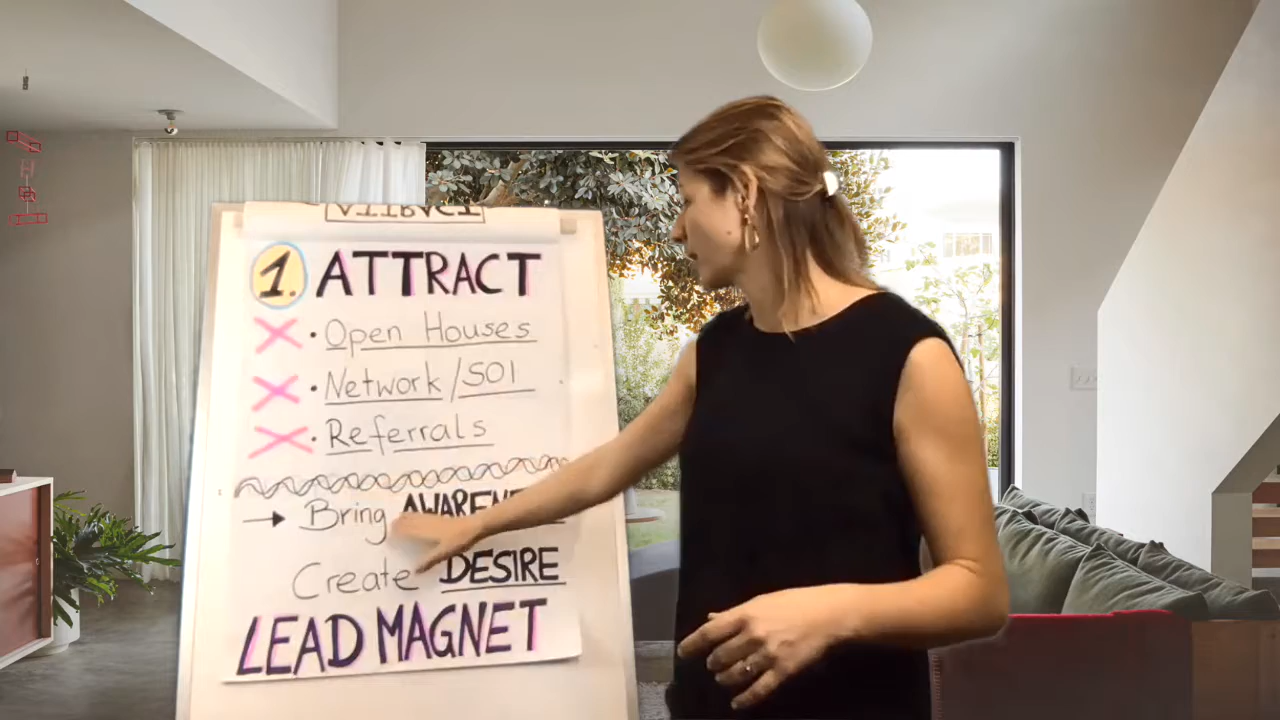 1. ATTRACT
• Open Houses
• Network/SOI
• Referrals
→ Bring
Create DESIRE
LEAD MAGNET